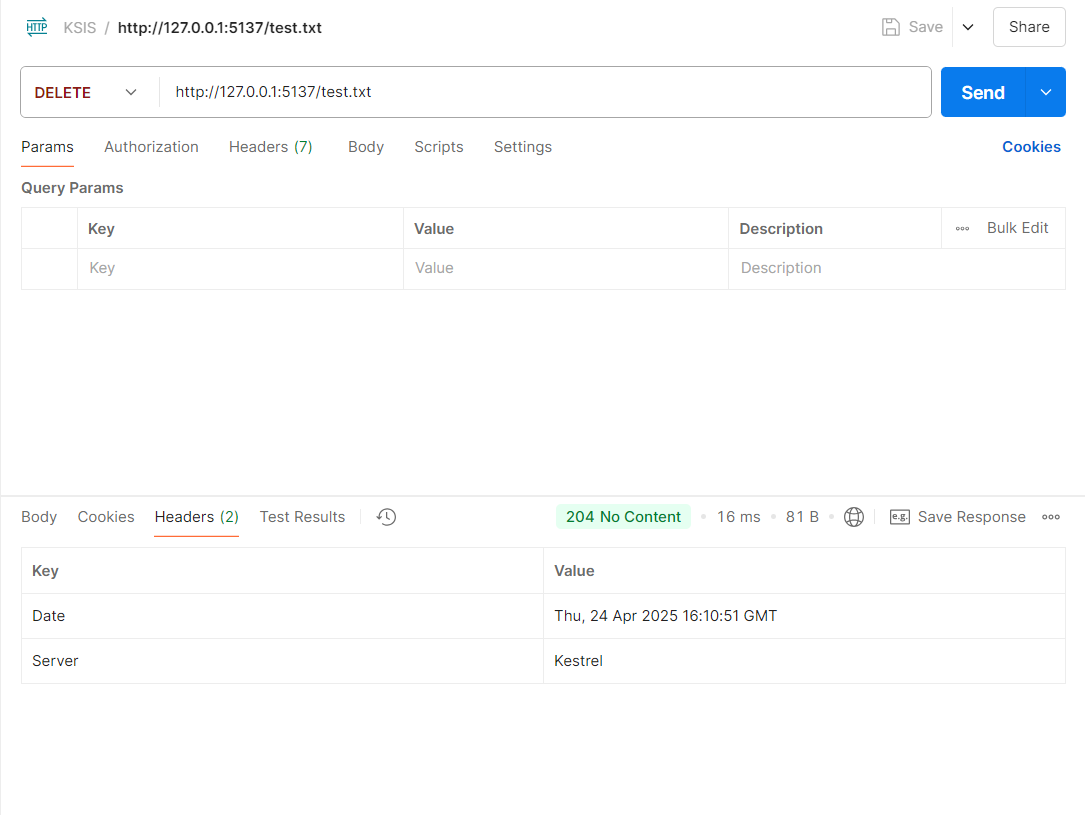 HTTP KSIS / http://127.0.0.1:5137/test.txt Save Share
DELETE http://127.0.0.1:5137/test.txt Send
Params Authorization Headers (7) Body Scripts Settings Cookies
Query Params
Key Value Description Bulk Edit
Key Value Description
Body Cookies Headers (2) Test Results 204 No Content • 16 ms • 81 B • e.g. Save Response
Key Value
Date Thu, 24 Apr 2025 16:10:51 GMT
Server Kestrel